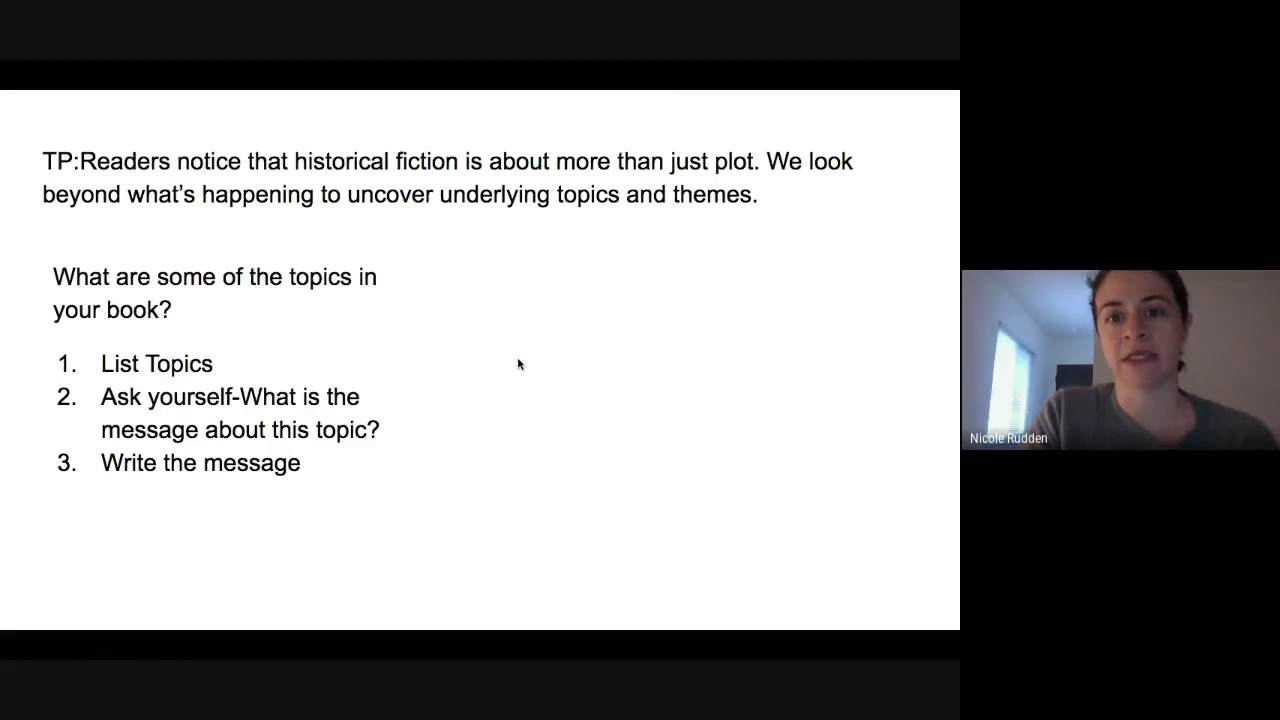 TP:Readers notice that historical fiction is about more than just plot. We look
beyond what's happening to uncover underlying topics and themes.
What are some of the topics in
your book?
1. List Topics
2. Ask yourself-What is the
message about this topic?
3. Write the message
Nicole Rudden